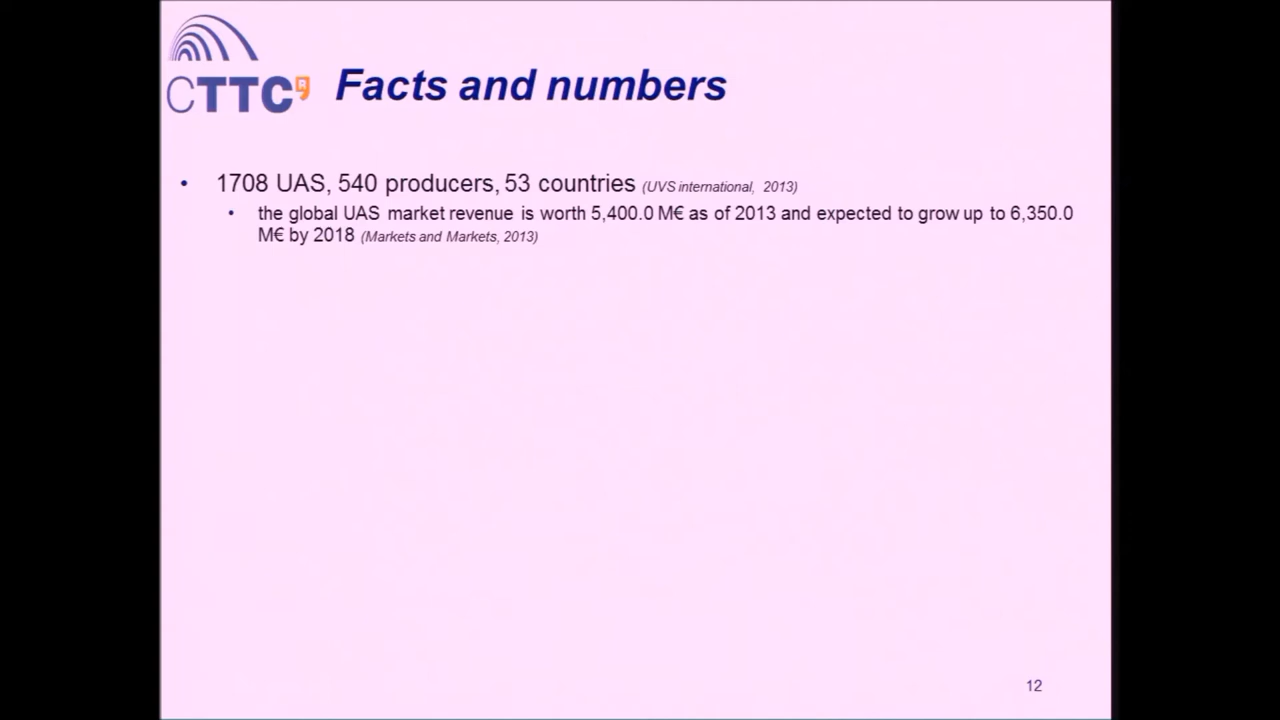 CTTC
Facts and numbers
• 1708 UAS, 540 producers, 53 countries (UVS international, 2013)
• the global UAS market revenue is worth 5,400.0 M€ as of 2013 and expected to grow up to 6,350.0
M€ by 2018 (Markets and Markets, 2013)
12